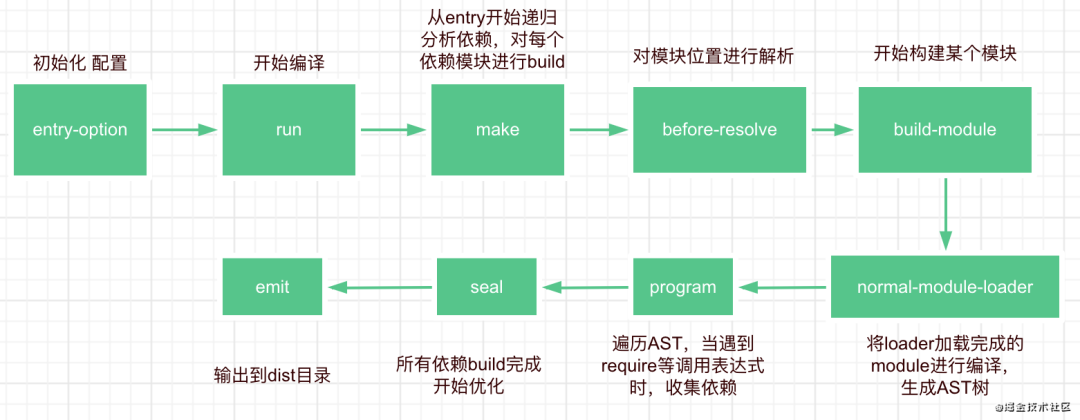 初始化 配置
entry-option
开始编译
run
从entry开始递归
分析依赖，对每个
依赖模块进行build
make
对模块位置进行解析
before-resolve
开始构建某个模块
build-module
normal-module-loader
将loader加载完成的
module进行编译，
生成AST树
program
遍历AST，当遇到
require等调用表达式
时，收集依赖
seal
所有依赖build完成
开始优化
emit
输出到dist目录
@掘金技术社区